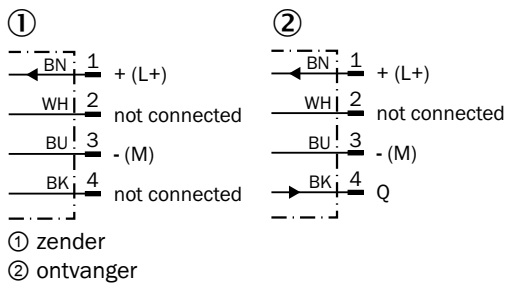 ①
BN 1 + (L+)
WH 2 not connected
BU 3 - (M)
BK 4 not connected
②
BN 1 + (L+)
WH 2 not connected
BU 3 - (M)
BK 4 Q
① zender
② ontvanger